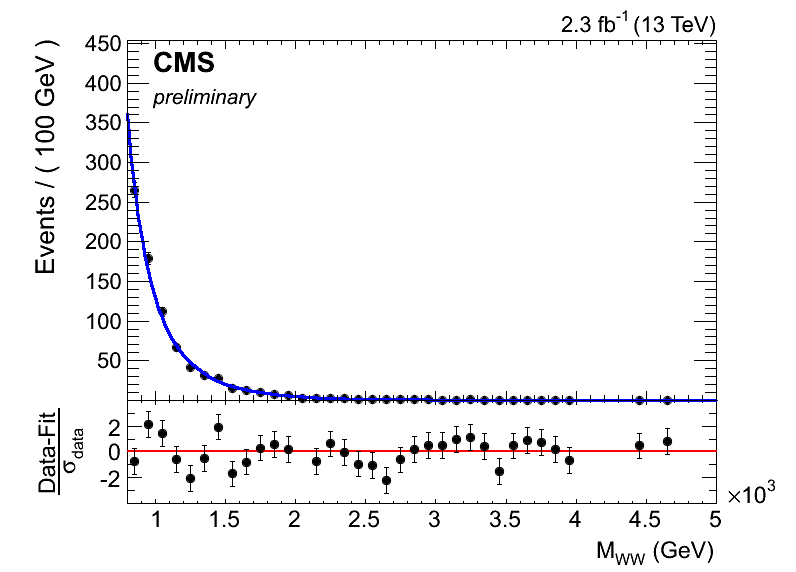 2.3 fb⁻¹ (13 TeV)
CMS
preliminary
Events / ( 100 GeV )
450
400
350
300
250
200
150
100
50
Data-Fit
σdata
2
0
-2
1 1.5 2 2.5 3 3.5 4 4.5 5
×10³
M_WW (GeV)